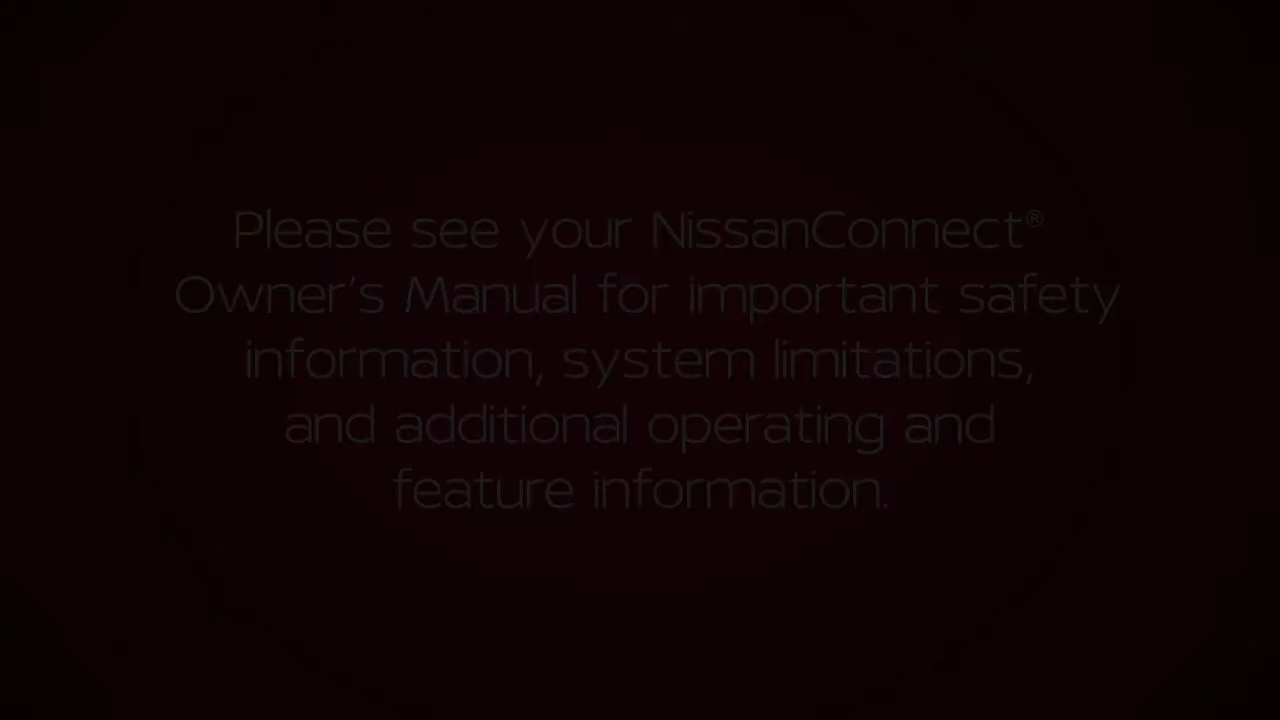 Please see your NissanConnect®
Owner's Manual for important safety
information, system limitations,
and additional operating and
feature information.